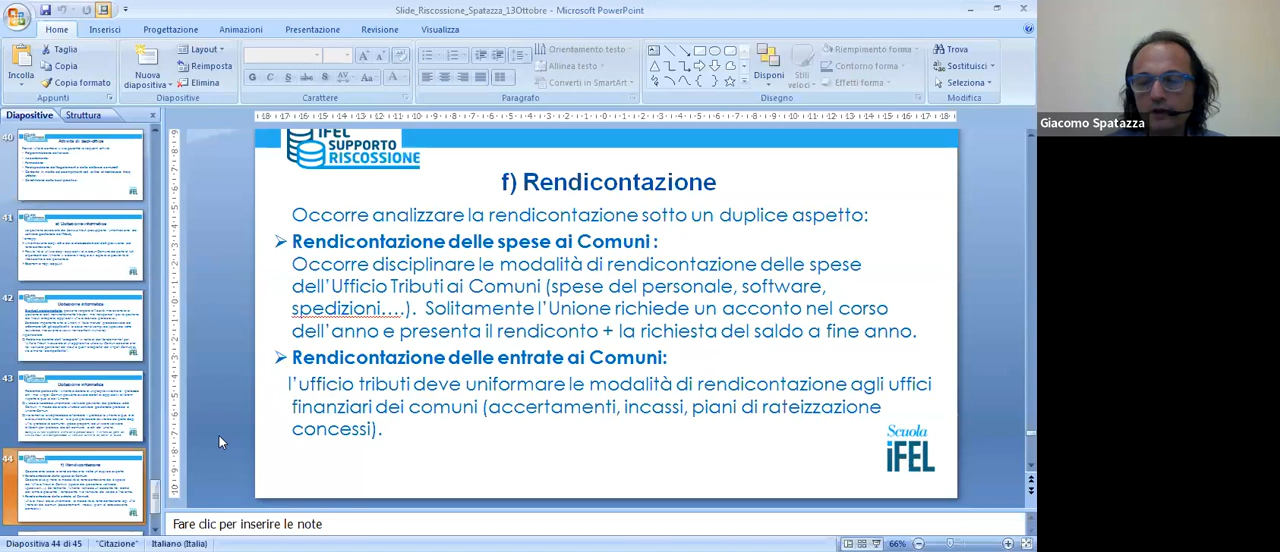 Slide_Riscossione_Spatazza_13Ottobre - Microsoft PowerPoint
Home Inserisci Progettazione Animazioni Presentazione Revisione Visualizza
Incolla
Taglia
Copia
Copia formato
Appunti
Nuova diapositiva
Layout
Reimposta
Elimina
Diapositive
G C S
Carattere
Orientamento testo
Allinea testo
Converti in SmartArt
Paragrafo
Disponi
Stili veloci
Riempimento forma
Contorno forma
Effetti forma
Disegno
Trova
Sostituisci
Seleziona
Modifica
Giacomo Spatazza
Diapositive Struttura
40
41
42
43
44
IFEL
SUPPORTO
RISCOSSIONE
f) Rendicontazione
Occorre analizzare la rendicontazione sotto un duplice aspetto:
Rendicontazione delle spese ai Comuni :
Occorre disciplinare le modalità di rendicontazione delle spese
dell’Ufficio Tributi ai Comuni (spese del personale, software,
spedizioni….). Solitamente l’Unione richiede un acconto nel corso
dell’anno e presenta il rendiconto + la richiesta el saldo a fine anno.
Rendicontazione delle entrate ai Comuni:
l’ufficio tributi deve uniformare le modalità di rendicontazione agli uffici
finanziari dei comuni (accertamenti, incassi, piani di rateizzazione
concessi).
Scuola
IFEL
Fare clic per inserire le note
Diapositiva 44 di 45 "Citazione" Italiano (Italia) 66%